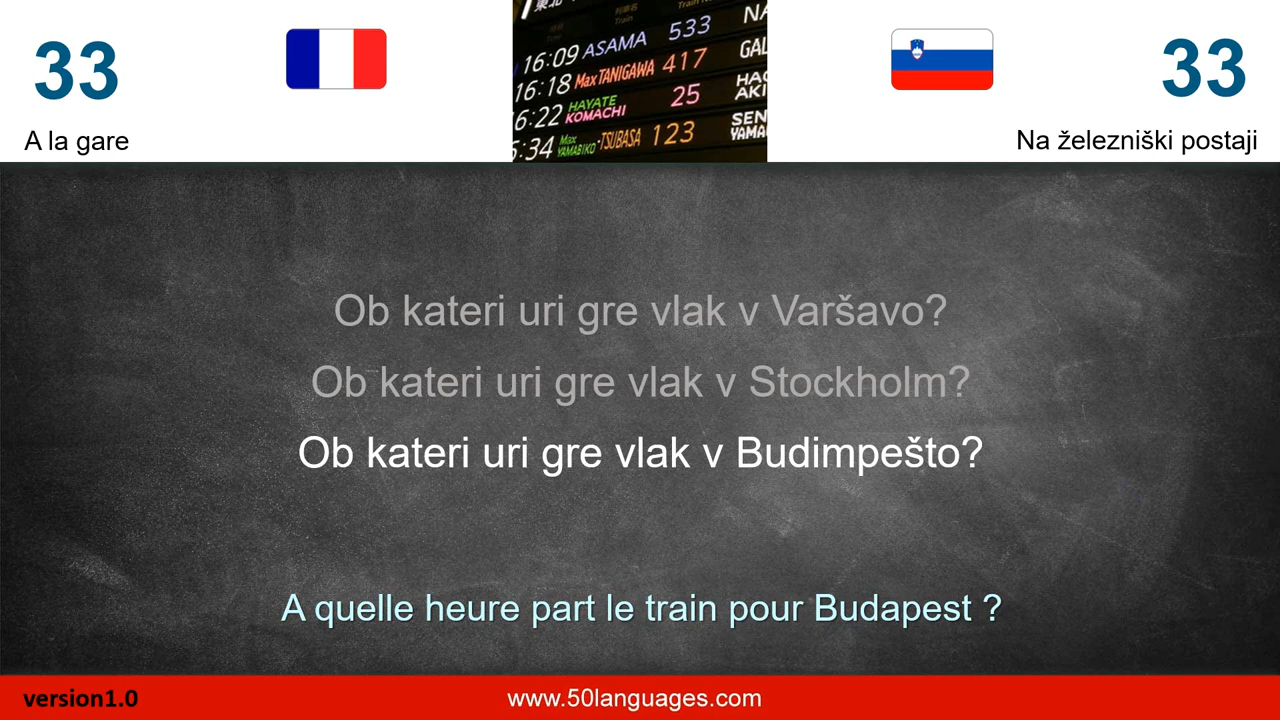 33
A la gare
16:09 ASAMA 533
16:18 Max TANIGAWA 417
6:22 HAYATE KOMACHI 25
:34 Max YAMABIKO TSUBASA 123
33
Na železniški postaji
Ob kateri uri gre vlak v Varšavo?
Ob kateri uri gre vlak v Stockholm?
Ob kateri uri gre vlak v Budimpešto?
A quelle heure part le train pour Budapest ?
version1.0
www.50languages.com